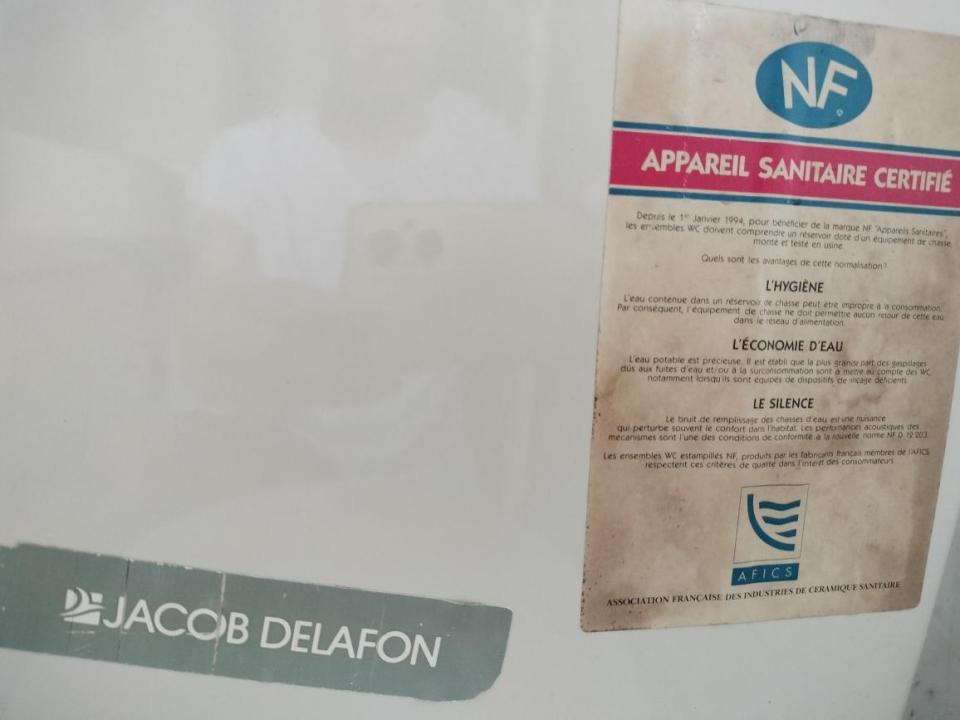 NF
APPAREIL SANITAIRE CERTIFIÉ
Depuis le 1er Janvier 1994, pour bénéficier de la marque NF "Appareils Sanitaires",
les ensembles WC doivent comprendre un réservoir doté d'un équipement de chasse
monté et testé en usine.
Quels sont les avantages de cette normalisation?
L'HYGIÈNE
L'eau contenue dans un réservoir de chasse peut être impropre à la consommation.
Par conséquent, l'équipement de chasse ne doit permettre aucun retour de cette eau
dans le réseau d'alimentation.
L'ÉCONOMIE D'EAU
L'eau potable est précieuse. Il est établi que la plus grande part des gaspillages
dus aux fuites d'eau et/ou à la surconsommation sont à mettre au compte des WC,
notamment lorsqu'ils sont équipés de dispositifs de rinçage déficients.
LE SILENCE
Le bruit de remplissage des chasses d'eau est une nuisance
qui perturbe souvent le confort dans l'habitat. Les performances acoustiques des
mécanismes sont l'une des conditions de conformité à la nouvelle norme NF D 12 203.
Les ensembles WC estampillés NF, produits par les fabricants français membres de l'AFICS
respectent ces critères de qualité dans l'intérêt des consommateurs.
AFICS
ASSOCIATION FRANÇAISE DES INDUSTRIES DE CERAMIQUE SANITAIRE
JACOB DELAFON